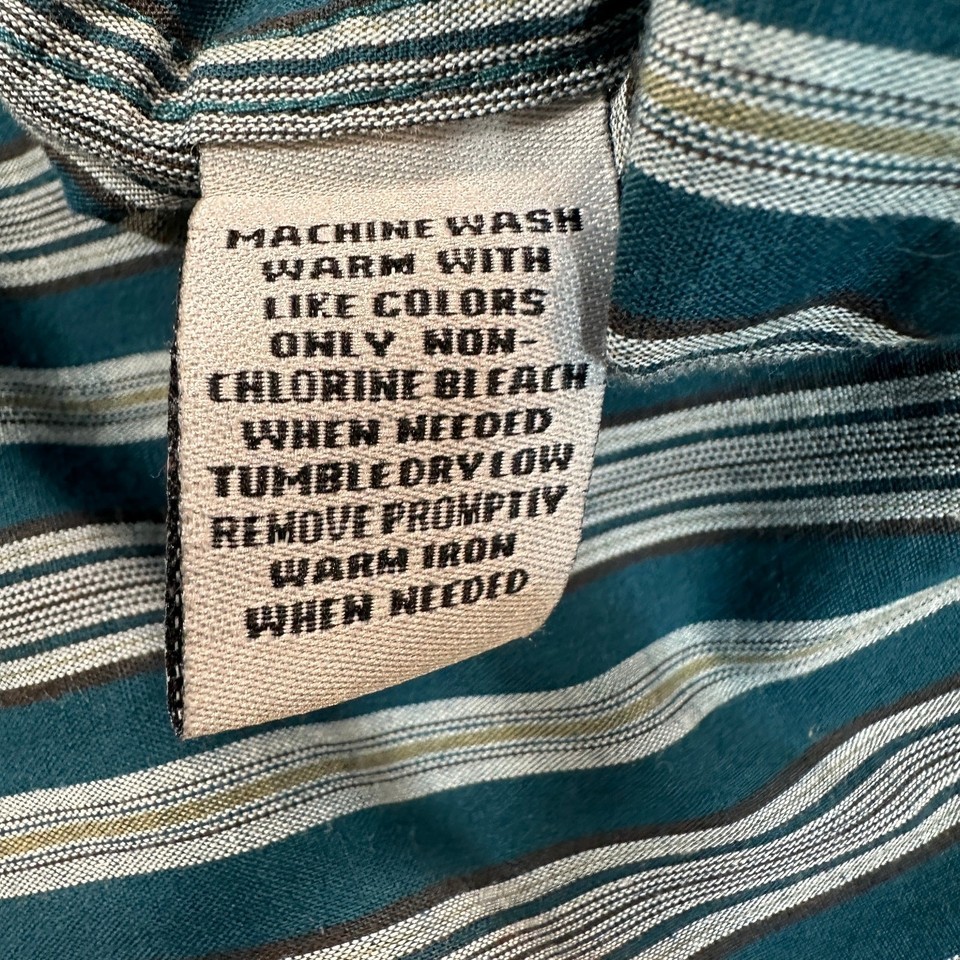 MACHINE WASH
WARM WITH
LIKE COLORS
ONLY NON-
CHLORINE BLEACH
WHEN NEEDED
TUMBLE DRY LOW
REMOVE PROMPTLY
WARM IRON
WHEN NEEDED